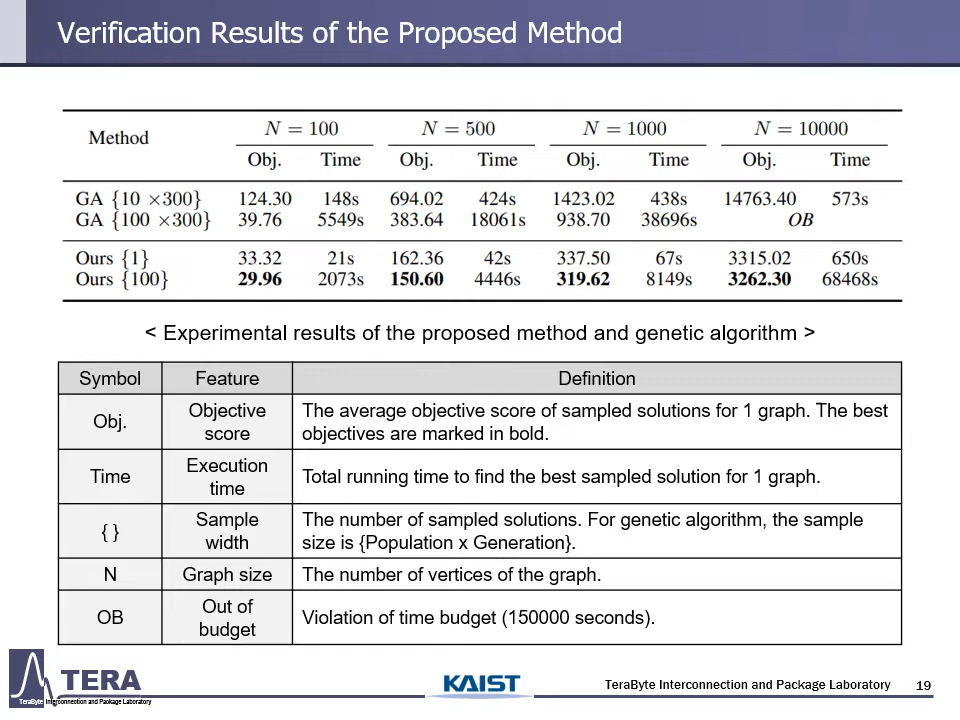 Verification Results of the Proposed Method
Method N = 100 N = 500 N = 1000 N = 10000
Obj. Time Obj. Time Obj. Time Obj. Time
GA {10 ×300} 124.30 148s 694.02 424s 1423.02 438s 14763.40 573s
GA {100 ×300} 39.76 5549s 383.64 18061s 938.70 38696s OB
Ours {1} 33.32 21s 162.36 42s 337.50 67s 3315.02 650s
Ours {100} 29.96 2073s 150.60 4446s 319.62 8149s 3262.30 68468s
< Experimental results of the proposed method and genetic algorithm >
Symbol Feature Definition
Obj. Objective score The average objective score of sampled solutions for 1 graph. The best
objectives are marked in bold.
Time Execution time Total running time to find the best sampled solution for 1 graph.
{ } Sample width The number of sampled solutions. For genetic algorithm, the sample
size is {Population x Generation}.
N Graph size The number of vertices of the graph.
OB Out of budget Violation of time budget (150000 seconds).
TERA
TeraByte Interconnection and Package Laboratory
KAIST
TeraByte Interconnection and Package Laboratory 19